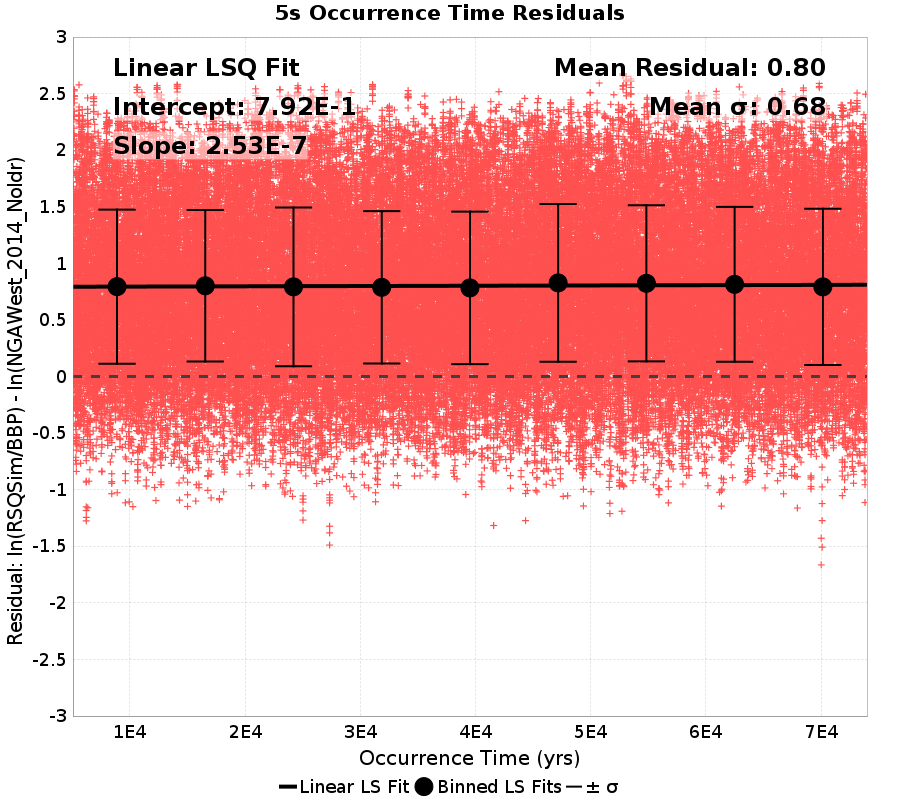 5s Occurrence Time Residuals
Linear LSQ Fit
Intercept: 7.92E-1
Slope: 2.53E-7
Mean Residual: 0.80
Mean σ: 0.68
Residual: ln(RSQSim/BBP) - ln(NGAWest_2014_NoIdr)
3
2.5
2
1.5
1
0.5
0
-0.5
-1
-1.5
-2
-2.5
-3
1E4 2E4 3E4 4E4 5E4 6E4 7E4
Occurrence Time (yrs)
Linear LS Fit Binned LS Fits ± σ